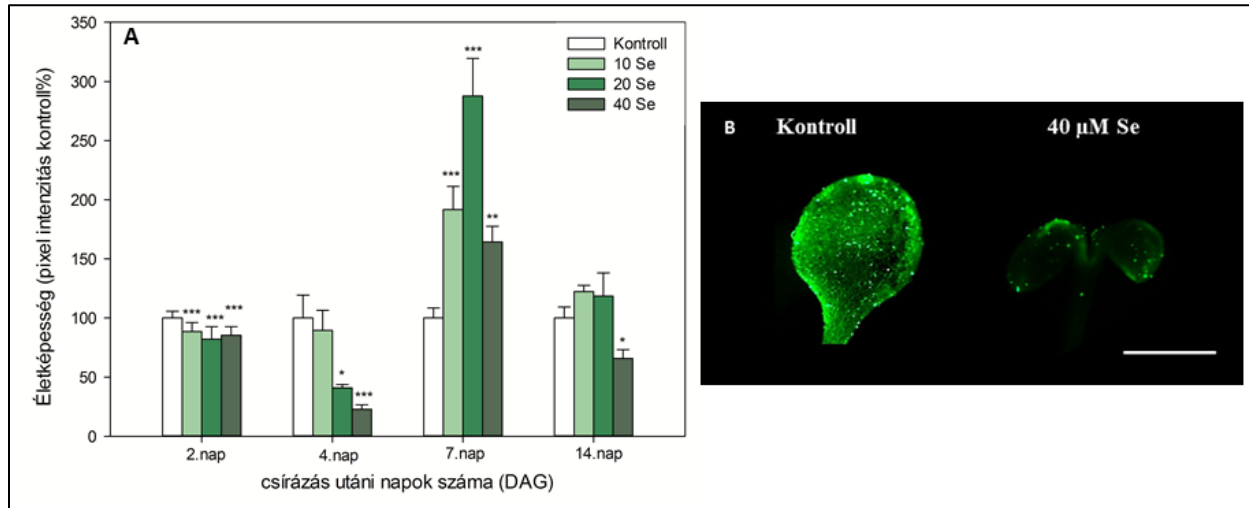 A
Életképesség (pixel intenzitás kontroll%)
350
300
250
200
150
100
50
0
Kontroll
10 Se
20 Se
40 Se
*** *** ***
* ***
*** *** **
*
2.nap 4.nap 7.nap 14.nap
csírázás utáni napok száma (DAG)
B Kontroll 40 µM Se